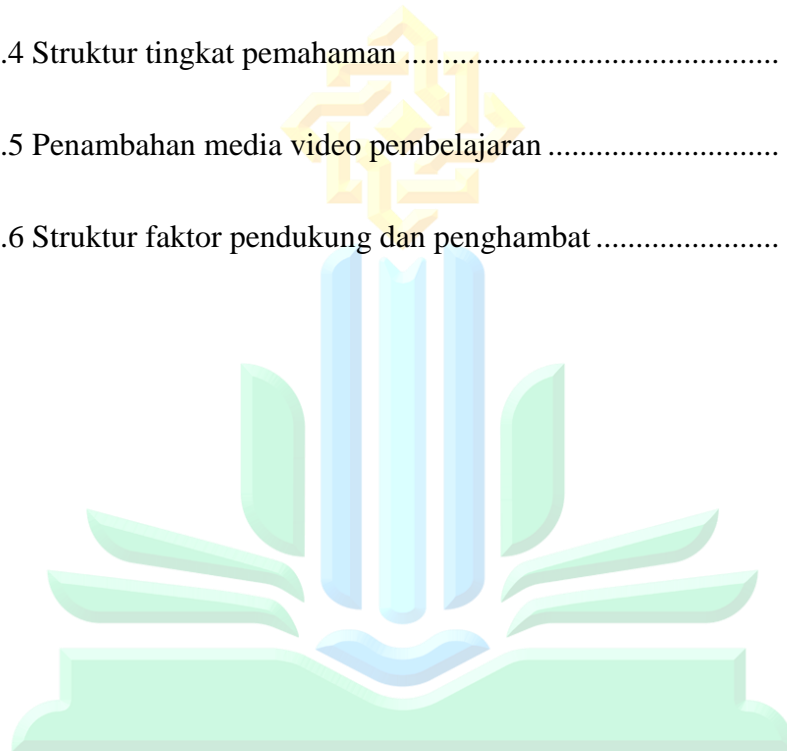 .4 Struktur tingkat pemahaman ...............................................
.5 Penambahan media video pembelajaran .............................
.6 Struktur faktor pendukung dan penghambat .......................